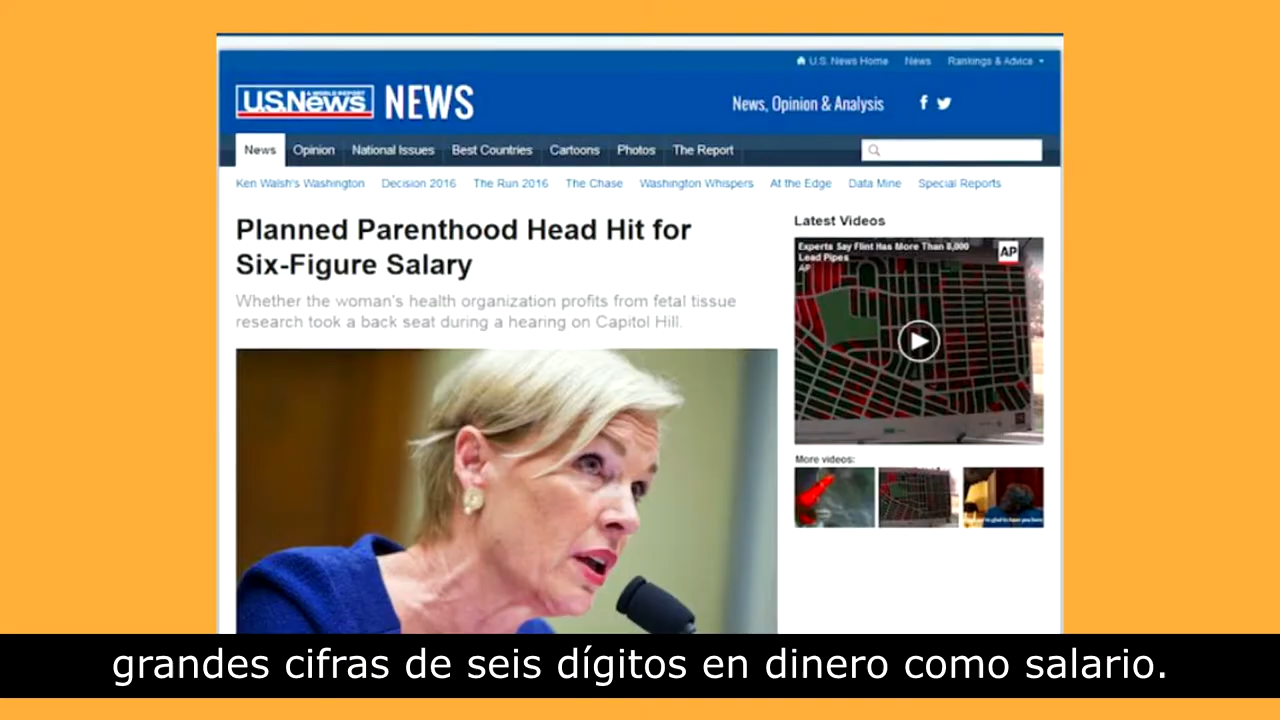 U.S. News Home News Rankings & Advice
U.S.News & WORLD REPORT NEWS
News, Opinion & Analysis
News Opinion National Issues Best Countries Cartoons Photos The Report
Ken Walsh's Washington Decision 2016 The Run 2016 The Chase Washington Whispers At the Edge Data Mine Special Reports
Planned Parenthood Head Hit for
Six-Figure Salary
Whether the woman's health organization profits from fetal tissue
research took a back seat during a hearing on Capitol Hill.
Latest Videos
Experts Say Flint Has More Than 8,000
Lead Pipes
AP
AP
More videos:
grandes cifras de seis dígitos en dinero como salario.